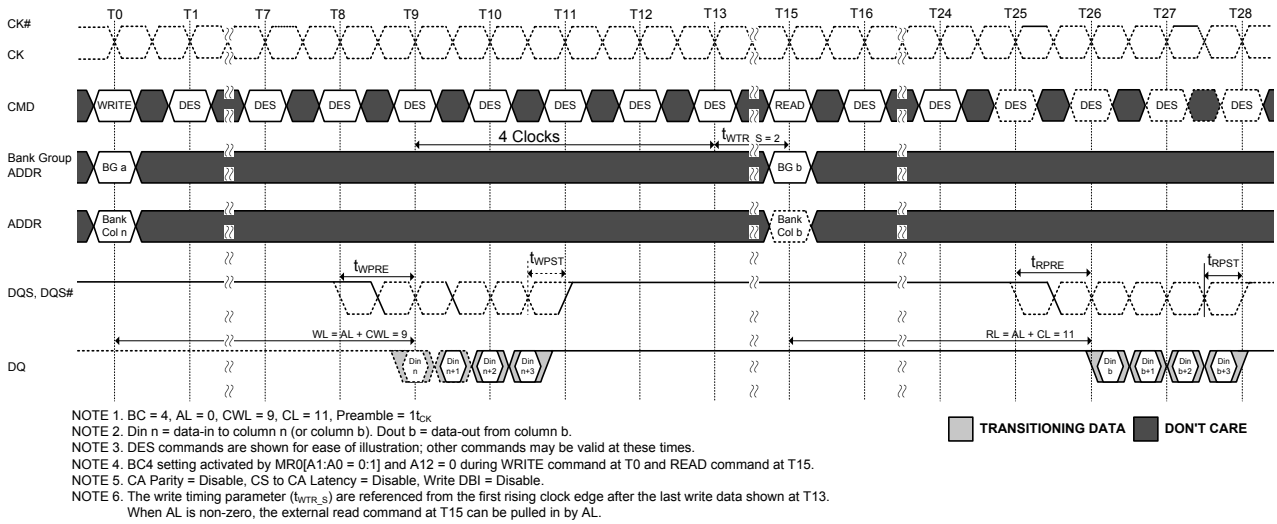 T0 T1 T7 T8 T9 T10 T11 T12 T13 T15 T16 T24 T25 T26 T27 T28
CK#
CK
CMD WRITE DES DES DES DES DES DES DES DES READ DES DES DES DES DES DES
4 Clocks tWTR_S = 2
Bank Group
ADDR
BG a BG b
ADDR
Bank
Col n
Bank
Col b
tWPRE tWPST tRPRE tRPST
DQS, DQS#
WL = AL + CWL = 9 RL = AL + CL = 11
DQ
Din
n
Din
n+1
Din
n+2
Din
n+3
Din
b
Din
b+1
Din
b+2
Din
b+3
NOTE 1. BC = 4, AL = 0, CWL = 9, CL = 11, Preamble = 1tCK
NOTE 2. Din n = data-in to column n (or column b). Dout b = data-out from column b.
NOTE 3. DES commands are shown for ease of illustration; other commands may be valid at these times.
NOTE 4. BC4 setting activated by MR0[A1:A0 = 0:1] and A12 = 0 during WRITE command at T0 and READ command at T15.
NOTE 5. CA Parity = Disable, CS to CA Latency = Disable, Write DBI = Disable.
NOTE 6. The write timing parameter (tWTR_S) are referenced from the first rising clock edge after the last write data shown at T13.
When AL is non-zero, the external read command at T15 can be pulled in by AL.
TRANSITIONING DATA DON'T CARE